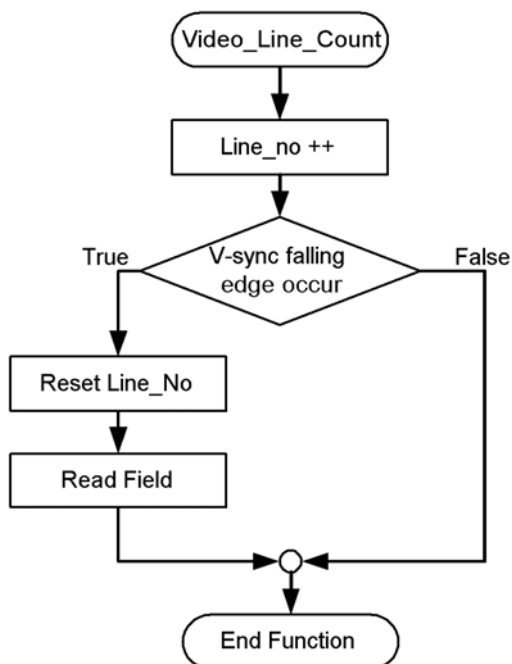 Video_Line_Count
Line_no ++
V-sync falling
edge occur
True
False
Reset Line_No
Read Field
End Function